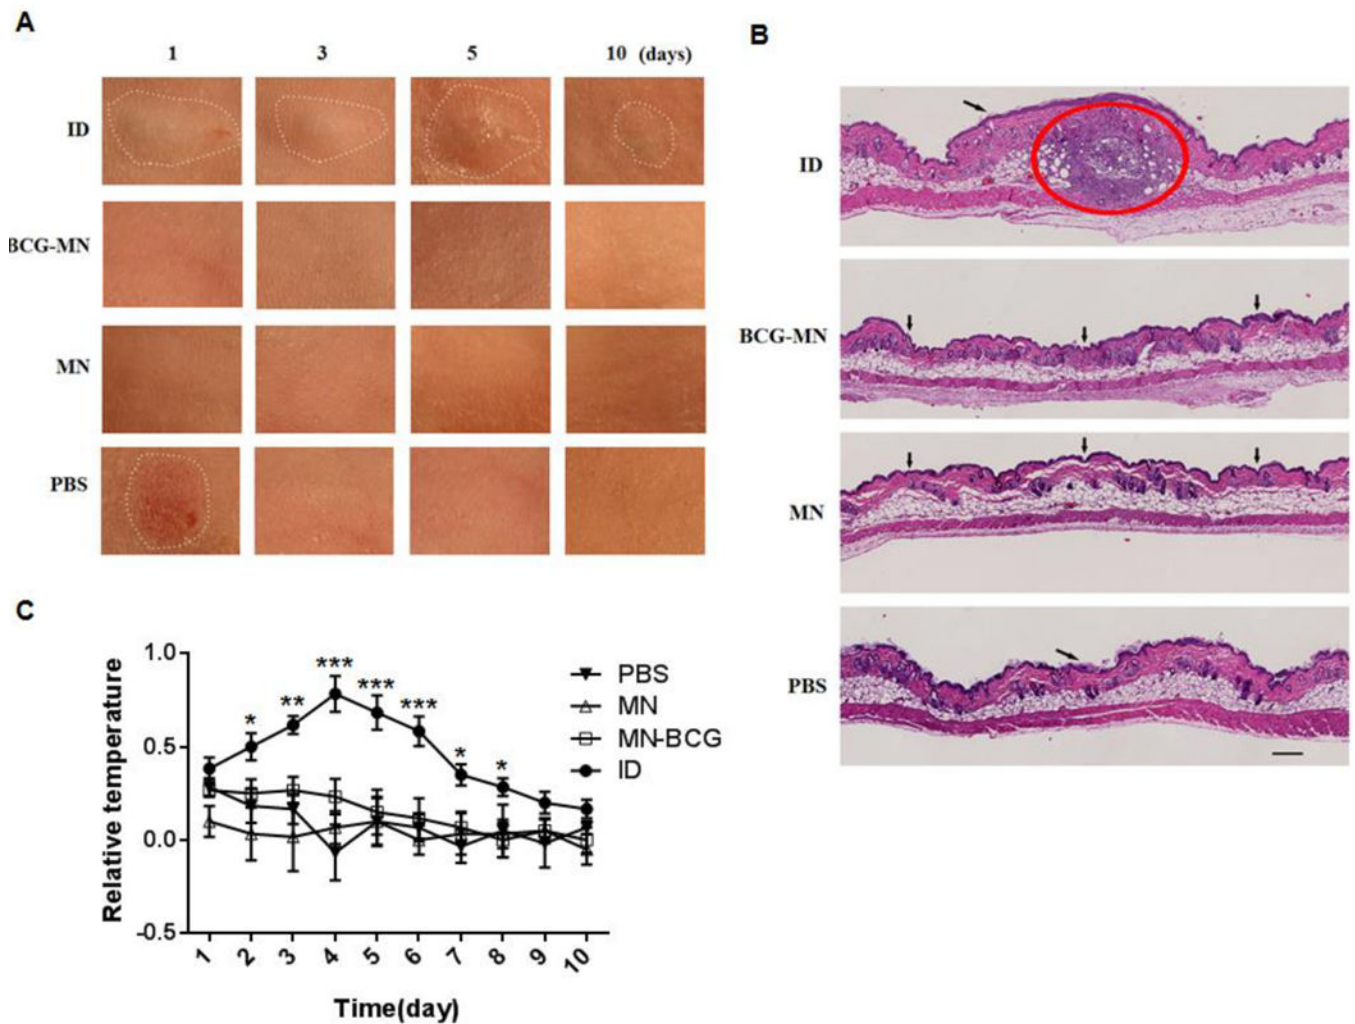 A
1 3 5 10 (days)
ID
BCG-MN
MN
PBS
B
ID
BCG-MN
MN
PBS
C
Relative temperature
1.0
0.5
0.0
-0.5
* ** *** *** *** * *
PBS
MN
MN-BCG
ID
1 2 3 4 5 6 7 8 9 10
Time(day)